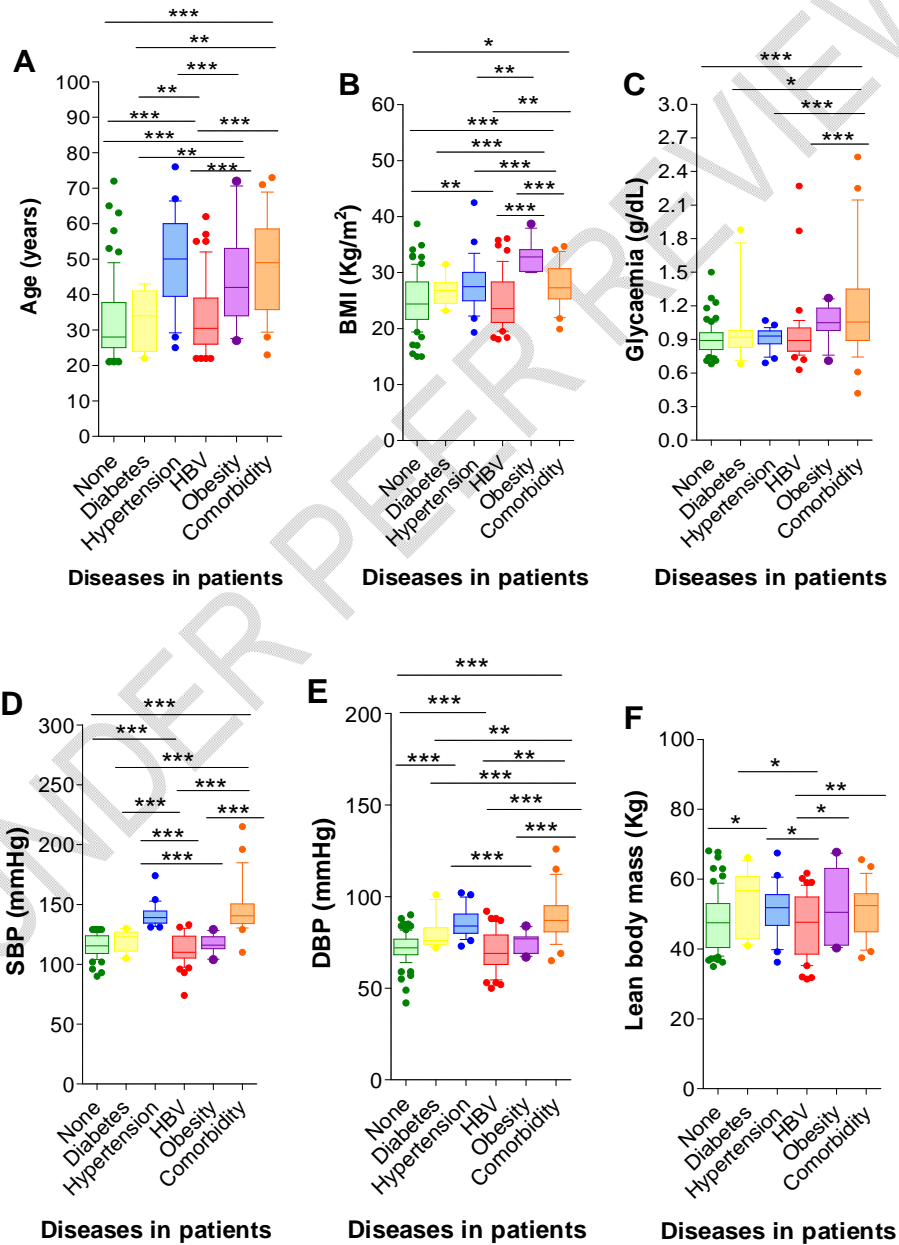 UNDER PEER REVIEW
A
***
**
***
**
***
***
***
**
***
100
90
80
70
60
50
40
30
20
10
0
Age (years)
None
Diabetes
Hypertension
HBV
Obesity
Comorbidity
Diseases in patients
B
*
**
**
***
***
***
**
***
***
60
50
40
30
20
10
0
BMI (Kg/m²)
None
Diabetes
Hypertension
HBV
Obesity
Comorbidity
Diseases in patients
C
***
*
***
***
3.0
2.7
2.4
2.1
1.8
1.5
1.2
0.9
0.6
0.3
0.0
Glycaemia (g/dL)
None
Diabetes
Hypertension
HBV
Obesity
Comorbidity
Diseases in patients
D
***
***
***
***
***
***
***
***
300
250
200
150
100
50
0
SBP (mmHg)
None
Diabetes
Hypertension
HBV
Obesity
Comorbidity
Diseases in patients
E
***
***
**
***
**
***
***
***
***
200
150
100
50
0
DBP (mmHg)
None
Diabetes
Hypertension
HBV
Obesity
Comorbidity
Diseases in patients
F
*
**
*
*
*
100
80
60
40
20
0
Lean body mass (Kg)
None
Diabetes
Hypertension
HBV
Obesity
Comorbidity
Diseases in patients